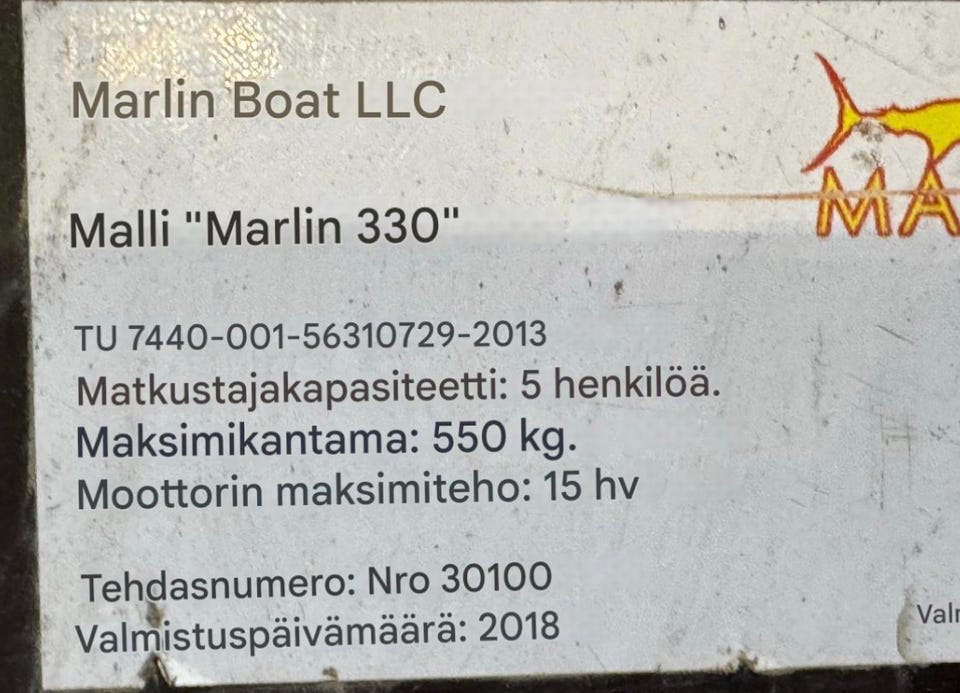 Marlin Boat LLC
MA
Malli "Marlin 330"
TU 7440-001-56310729-2013
Matkustajakapasiteetti: 5 henkilöä.
Maksimikantama: 550 kg.
Moottorin maksimiteho: 15 hv
Tehdasnumero: Nro 30100
Valmistuspäivämäärä: 2018